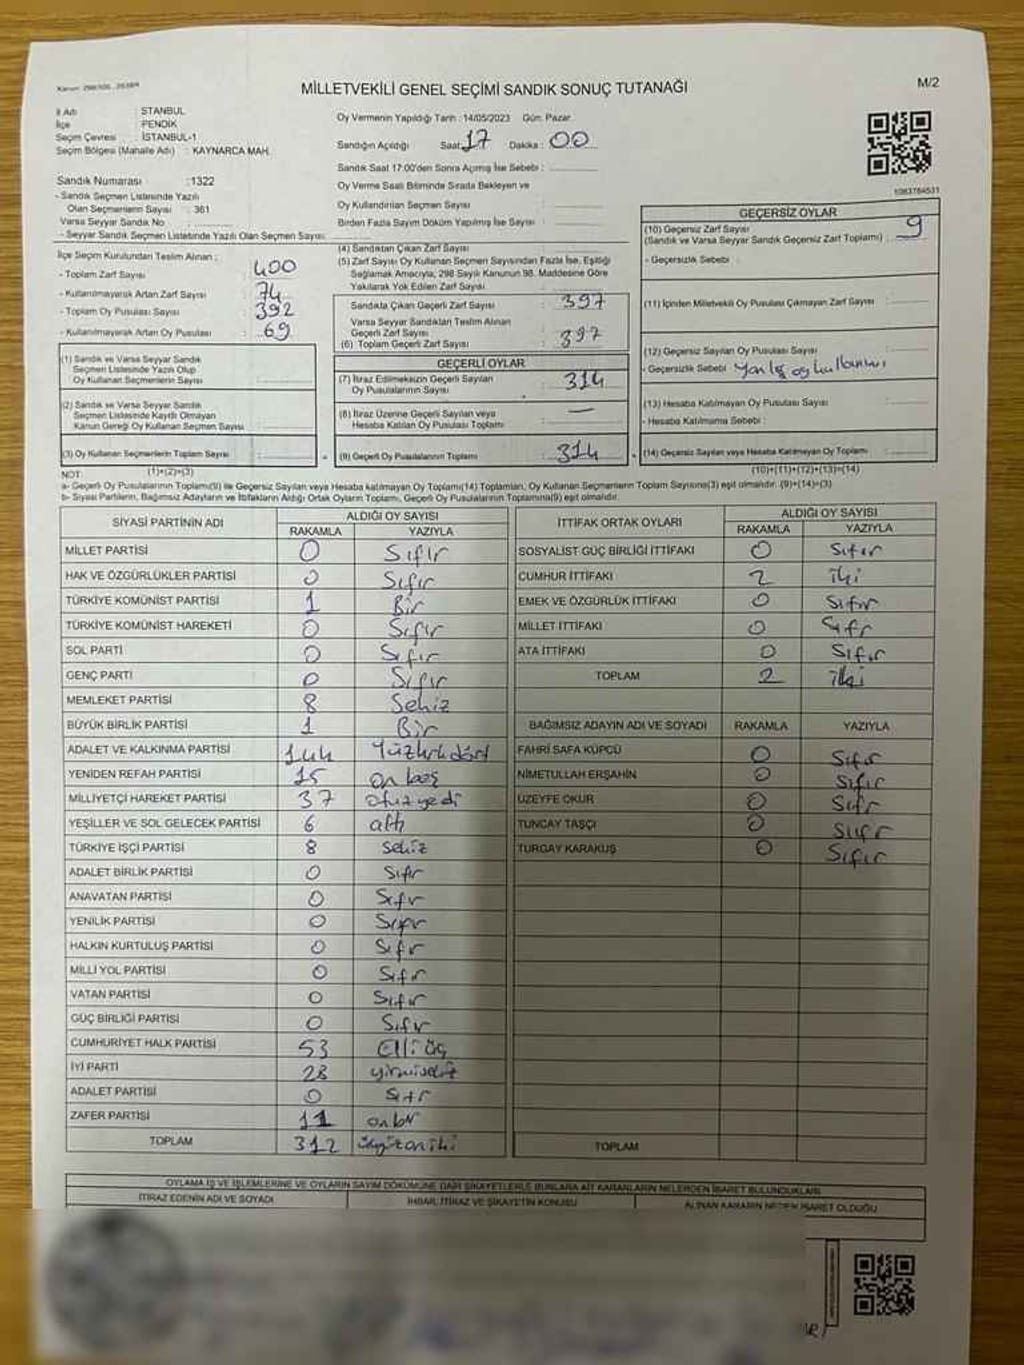 MİLLETVEKİLİ GENEL SEÇİMİ SANDIK SONUÇ TUTANAĞI
M/2
İl Adı : STANBUL
İlçe PENDİK
Seçim Çevresi : İSTANBUL-1
Seçim Bölgesi (Mahalle Adı) : KAYNARCA MAH.
Sandık Numarası :1322
- Sandık Seçmen Listesinde Yazılı
Olan Seçmenlerin Sayısı : 361
Varsa Seyyar Sandık No
- Seyyar Sandık Seçmen Listesinde Yazılı Olan Seçmen Sayısı
Oy Vermenin Yapıldığı Tarih : 14/05/2023 Gün: Pazar
Sandığın Açıldığı Saat: 17 Dakika : 00
Sandık Saat 17:00'den Sonra Açılmış İse Sebebi :
Oy Verme Saati Bitiminde Sırada Bekleyen ve
Oy Kullandırılan Seçmen Sayısı
Birden Fazla Sayım Döküm Yapılmış İse Sayısı :
1083784531
İlçe Seçim Kurulundan Teslim Alınan :
- Toplam Zarf Sayısı : 400
- Kullanılmayarak Artan Zarf Sayısı : 74
- Toplam Oy Pusulası Sayısı : 392
- Kullanılmayarak Artan Oy Pusulası : 69
(1) Sandık ve Varsa Seyyar Sandık
Seçmen Listesinde Yazılı Olup
Oy Kullanan Seçmenlerin Sayısı
(2) Sandık ve Varsa Seyyar Sandık
Seçmen Listesinde Kayıtlı Olmayan
Kanun Gereği Oy Kullanan Seçmen Sayısı
(3) Oy Kullanan Seçmenlerin Toplam Sayısı
(4) Sandıktan Çıkan Zarf Sayısı
(5) Zarf Sayısı Oy Kullanan Seçmen Sayısından Fazla İse, Eşitliği
Sağlamak Amacıyla, 298 Sayılı Kanunun 98. Maddesine Göre
Yakılarak Yok Edilen Zarf Sayısı
Sandıkta Çıkan Geçerli Zarf Sayısı : 397
Varsa Seyyar Sandıktan Teslim Alınan
Geçerli Zarf Sayısı
(6) Toplam Geçerli Zarf Sayısı : 397
GEÇERLİ OYLAR
(7) İtiraz Edilmeksizin Geçerli Sayılan
Oy Pusulalarının Sayısı : 314
(8) İtiraz Üzerine Geçerli Sayılan veya
Hesaba Katılan Oy Pusulası Toplamı —
(9) Geçerli Oy Pusulalarının Toplamı : 314
GEÇERSİZ OYLAR
(10) Geçersiz Zarf Sayısı
(Sandık ve Varsa Seyyar Sandık Geçersiz Zarf Toplamı) : 9
- Geçersizlik Sebebi :
(11) İçinden Milletvekili Oy Pusulası Çıkmayan Zarf Sayısı :
(12) Geçersiz Sayılan Oy Pusulası Sayısı
- Geçersizlik Sebebi Yanlış oy kullanımı
(13) Hesaba Katılmayan Oy Pusulası Sayısı
- Hesaba Katılmama Sebebi :
(14) Geçersiz Sayılan veya Hesaba Katılmayan Oy Toplamı
NOT: (1)+(2)=(3) (10)+(11)+(12)+(13)=(14)
a- Geçerli Oy Pusulalarının Toplamı(9) ile Geçersiz Sayılan veya Hesaba katılmayan Oy Toplamı(14) Toplamları, Oy Kullanan Seçmenlerin Toplam Sayısına(3) eşit olmalıdır. (9)+(14)=(3)
b- Siyasi Partilerin, Bağımsız Adayların ve İttifakların Aldığı Ortak Oyların Toplamı, Geçerli Oy Pusulalarının Toplamına(9) eşit olmalıdır.
SİYASİ PARTİNİN ADI ALDIĞI OY SAYISI
RAKAMLA YAZIYLA
MİLLET PARTİSİ 0 Sıfır
HAK VE ÖZGÜRLÜKLER PARTİSİ 0 Sıfır
TÜRKİYE KOMÜNİST PARTİSİ 1 Bir
TÜRKİYE KOMÜNİST HAREKETİ 0 Sıfır
SOL PARTİ 0 Sıfır
GENÇ PARTİ 0 Sıfır
MEMLEKET PARTİSİ 8 Sekiz
BÜYÜK BİRLİK PARTİSİ 1 Bir
ADALET VE KALKINMA PARTİSİ 144 Yüzkırkdört
YENİDEN REFAH PARTİSİ 15 on beş
MİLLİYETÇİ HAREKET PARTİSİ 37 otuz yedi
YEŞİLLER VE SOL GELECEK PARTİSİ 6 altı
TÜRKİYE İŞÇİ PARTİSİ 8 sekiz
ADALET BİRLİK PARTİSİ 0 Sıfır
ANAVATAN PARTİSİ 0 Sıfır
YENİLİK PARTİSİ 0 Sıfır
HALKIN KURTULUŞ PARTİSİ 0 Sıfır
MİLLİ YOL PARTİSİ 0 Sıfır
VATAN PARTİSİ 0 Sıfır
GÜÇ BİRLİĞİ PARTİSİ 0 Sıfır
CUMHURİYET HALK PARTİSİ 53 Elli üç
İYİ PARTİ 28 yirmisekiz
ADALET PARTİSİ 0 Sıfır
ZAFER PARTİSİ 11 onbir
TOPLAM 312 üçyüzoniki
İTTİFAK ORTAK OYLARI ALDIĞI OY SAYISI
RAKAMLA YAZIYLA
SOSYALİST GÜÇ BİRLİĞİ İTTİFAKI 0 Sıfır
CUMHUR İTTİFAKI 2 iki
EMEK VE ÖZGÜRLÜK İTTİFAKI 0 Sıfır
MİLLET İTTİFAKI 0 Sıfır
ATA İTTİFAKI 0 Sıfır
TOPLAM 2 iki
BAĞIMSIZ ADAYIN ADI VE SOYADI RAKAMLA YAZIYLA
FAHRİ SAFA KÜPCÜ 0 Sıfır
NİMETULLAH ERŞAHİN 0 Sıfır
ÜZEYFE OKUR 0 Sıfır
TUNCAY TAŞÇI 0 Sıfır
TURGAY KARAKUŞ 0 Sıfır
TOPLAM
OYLAMA İŞ VE İŞLEMLERİNE VE OYLARIN SAYIM DÖKÜMÜNE DAİR ŞİKAYETLERLE BUNLARA AİT KARARLARIN NELERDEN İBARET BULUNDUKLARI
İTİRAZ EDENİN ADI VE SOYADI İHBAR, İTİRAZ VE ŞİKAYETİN KONUSU ALINAN KARARIN NEDEN İBARET OLDUĞU